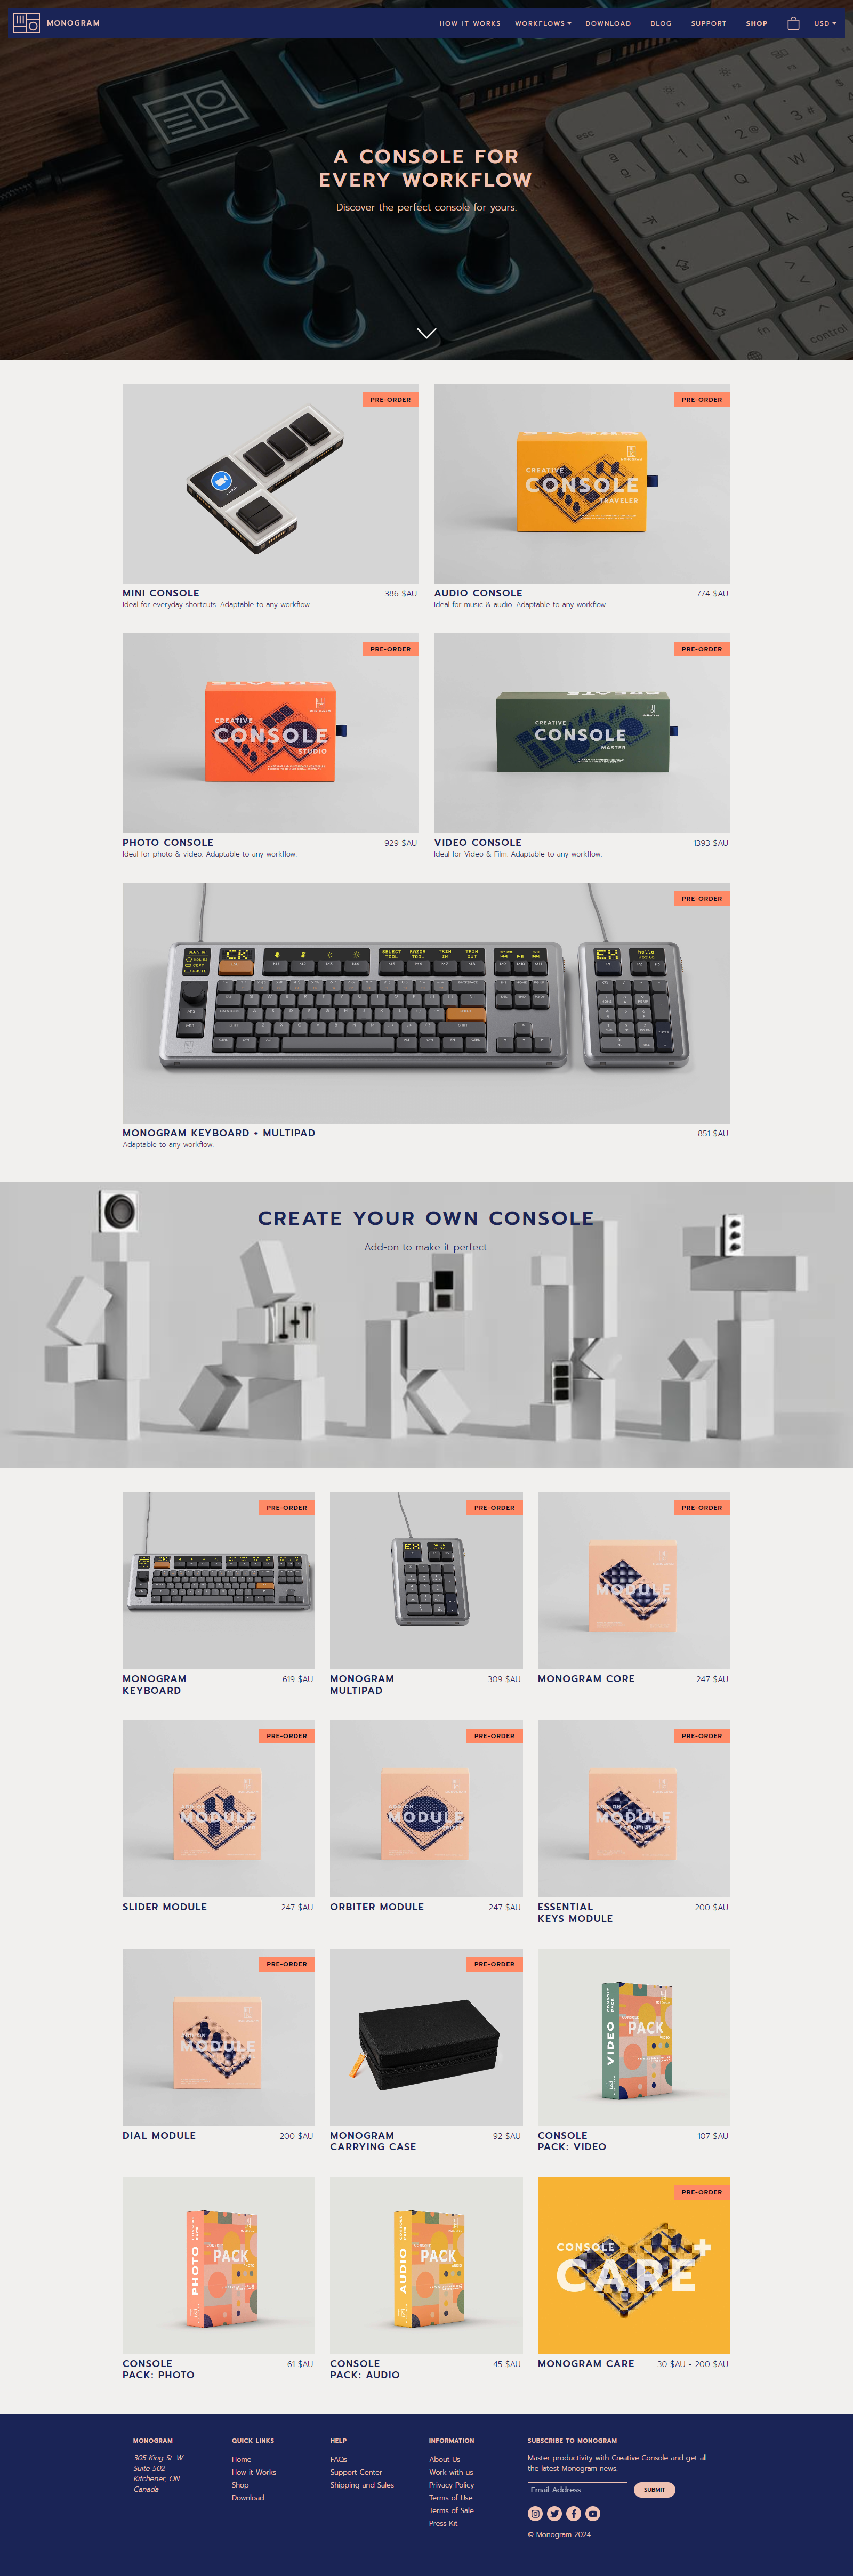 MONOGRAM
HOW IT WORKS
WORKFLOWS
DOWNLOAD
BLOG
SUPPORT
SHOP
USD
A CONSOLE FOR
EVERY WORKFLOW
Discover the perfect console for yours.
PRE-ORDER
MINI CONSOLE
386 $AU
Ideal for everyday shortcuts. Adaptable to any workflow.
PRE-ORDER
CREATIVE
CONSOLE
TRAVELER
AUDIO CONSOLE
774 $AU
Ideal for music & audio. Adaptable to any workflow.
PRE-ORDER
CREATIVE
CONSOLE
STUDIO
PHOTO CONSOLE
929 $AU
Ideal for photo & video. Adaptable to any workflow.
PRE-ORDER
CREATIVE
CONSOLE
MASTER
VIDEO CONSOLE
1393 $AU
Ideal for Video & Film. Adaptable to any workflow.
PRE-ORDER
MONOGRAM KEYBOARD + MULTIPAD
851 $AU
Adaptable to any workflow.
CREATE YOUR OWN CONSOLE
Add-on to make it perfect.
PRE-ORDER
MONOGRAM
KEYBOARD
619 $AU
PRE-ORDER
MONOGRAM
MULTIPAD
309 $AU
PRE-ORDER
MODULE
MONOGRAM CORE
247 $AU
PRE-ORDER
MODULE
SLIDER MODULE
247 $AU
PRE-ORDER
MODULE
ORBITER MODULE
247 $AU
PRE-ORDER
MODULE
ESSENTIAL
KEYS MODULE
200 $AU
PRE-ORDER
MODULE
DIAL MODULE
200 $AU
PRE-ORDER
MONOGRAM
CARRYING CASE
92 $AU
VIDEO
CONSOLE
PACK
PACK
CONSOLE
PACK: VIDEO
107 $AU
PHOTO
CONSOLE
PACK
PACK
CONSOLE
PACK: PHOTO
61 $AU
AUDIO
CONSOLE
PACK
PACK
CONSOLE
PACK: AUDIO
45 $AU
PRE-ORDER
CONSOLE
CARE+
MONOGRAM CARE
30 $AU - 200 $AU
MONOGRAM
305 King St. W.
Suite 502
Kitchener, ON
Canada
QUICK LINKS
Home
How it Works
Shop
Download
HELP
FAQs
Support Center
Shipping and Sales
INFORMATION
About Us
Work with us
Privacy Policy
Terms of Use
Terms of Sale
Press Kit
SUBSCRIBE TO MONOGRAM
Master productivity with Creative Console and get all
the latest Monogram news.
Email Address
SUBMIT
© Monogram 2024